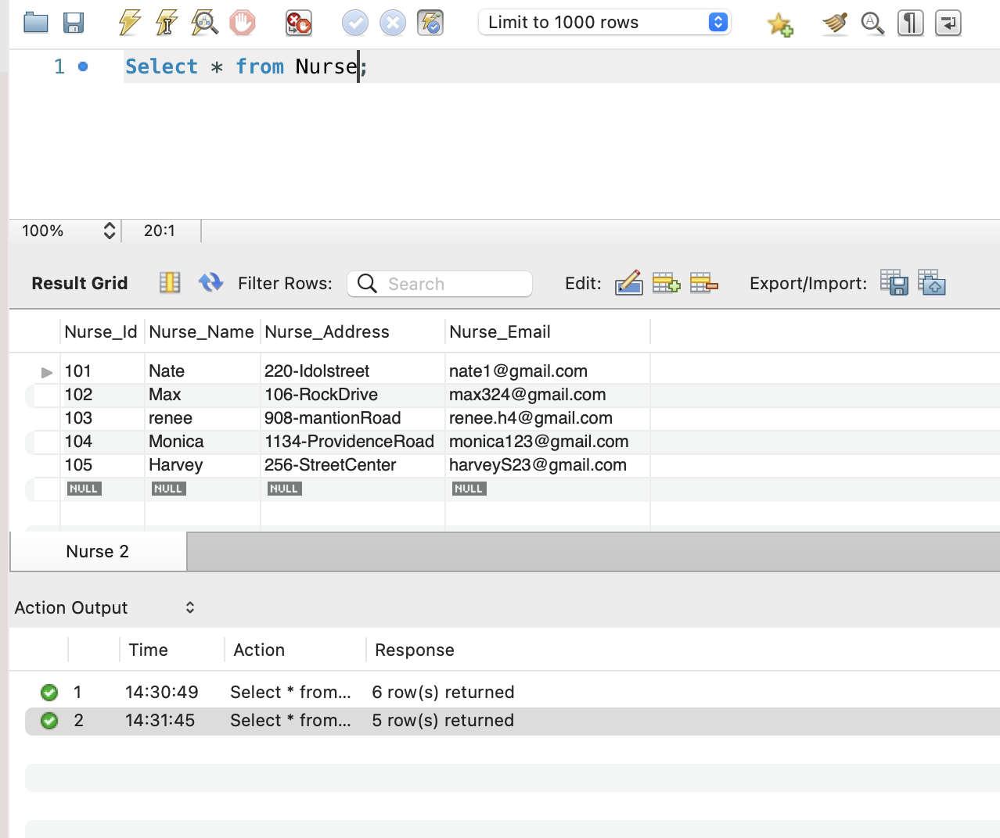 Limit to 1000 rows
1 Select * from Nurse;
100% 20:1
Result Grid Filter Rows: Search Edit: Export/Import:
Nurse_Id Nurse_Name Nurse_Address Nurse_Email
101 Nate 220-Idolstreet nate1@gmail.com
102 Max 106-RockDrive max324@gmail.com
103 renee 908-mantionRoad renee.h4@gmail.com
104 Monica 1134-ProvidenceRoad monica123@gmail.com
105 Harvey 256-StreetCenter harveyS23@gmail.com
NULL NULL NULL NULL
Nurse 2
Action Output
Time Action Response
1 14:30:49 Select * from... 6 row(s) returned
2 14:31:45 Select * from... 5 row(s) returned